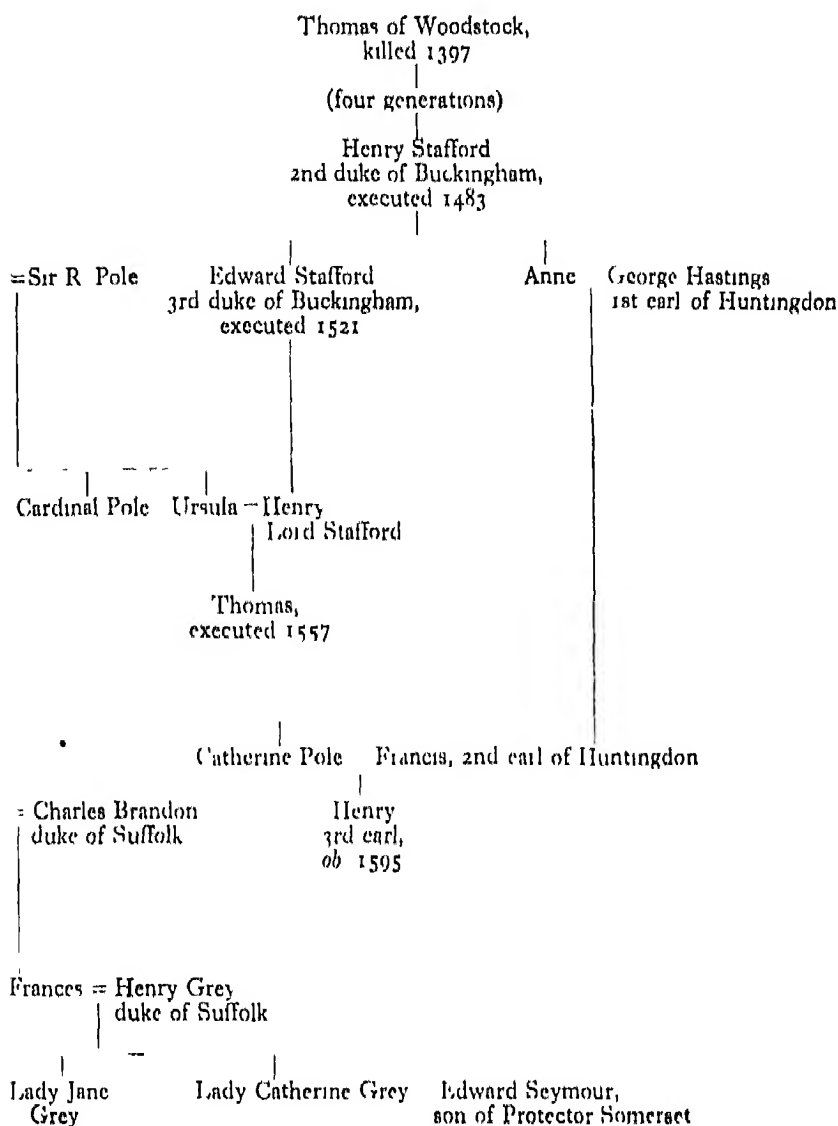 Thomas of Woodstock,
killed 1397
(four generations)
Henry Stafford
2nd duke of Buckingham,
executed 1483
=Sir R Pole
Edward Stafford
3rd duke of Buckingham,
executed 1521
Anne
George Hastings
1st earl of Huntingdon
Cardinal Pole
Ursula – Henry
Lord Stafford
Thomas,
executed 1557
Catherine Pole
Francis, 2nd earl of Huntingdon
= Charles Brandon
duke of Suffolk
Henry
3rd earl,
ob 1595
Frances = Henry Grey
duke of Suffolk
Lady Jane
Grey
Lady Catherine Grey
Edward Seymour,
son of Protector Somerset